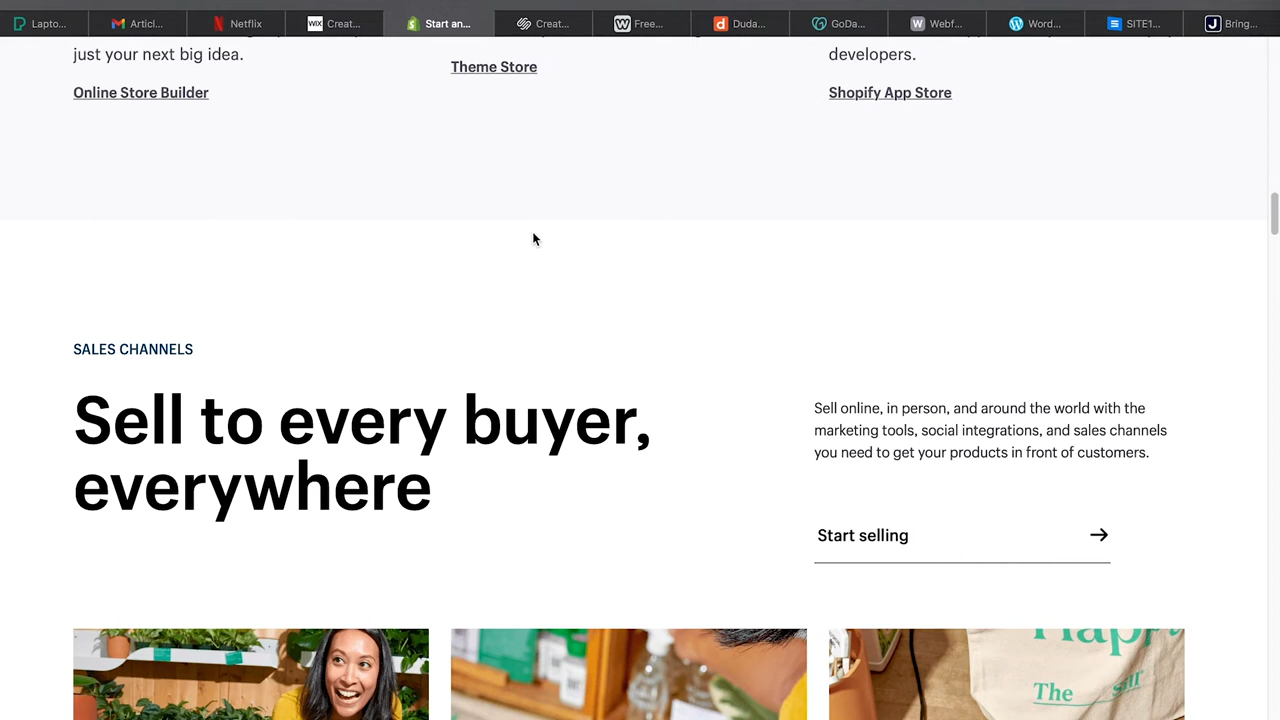 Lapto...
Articl...
Netflix
WIX Creat...
Start an...
Creat...
Free...
Duda...
GoDa...
Webf...
Word...
SITE1...
Bring...
just your next big idea.
Online Store Builder
Theme Store
developers.
Shopify App Store
SALES CHANNELS
Sell to every buyer,
everywhere
Sell online, in person, and around the world with the
marketing tools, social integrations, and sales channels
you need to get your products in front of customers.
Start selling
The